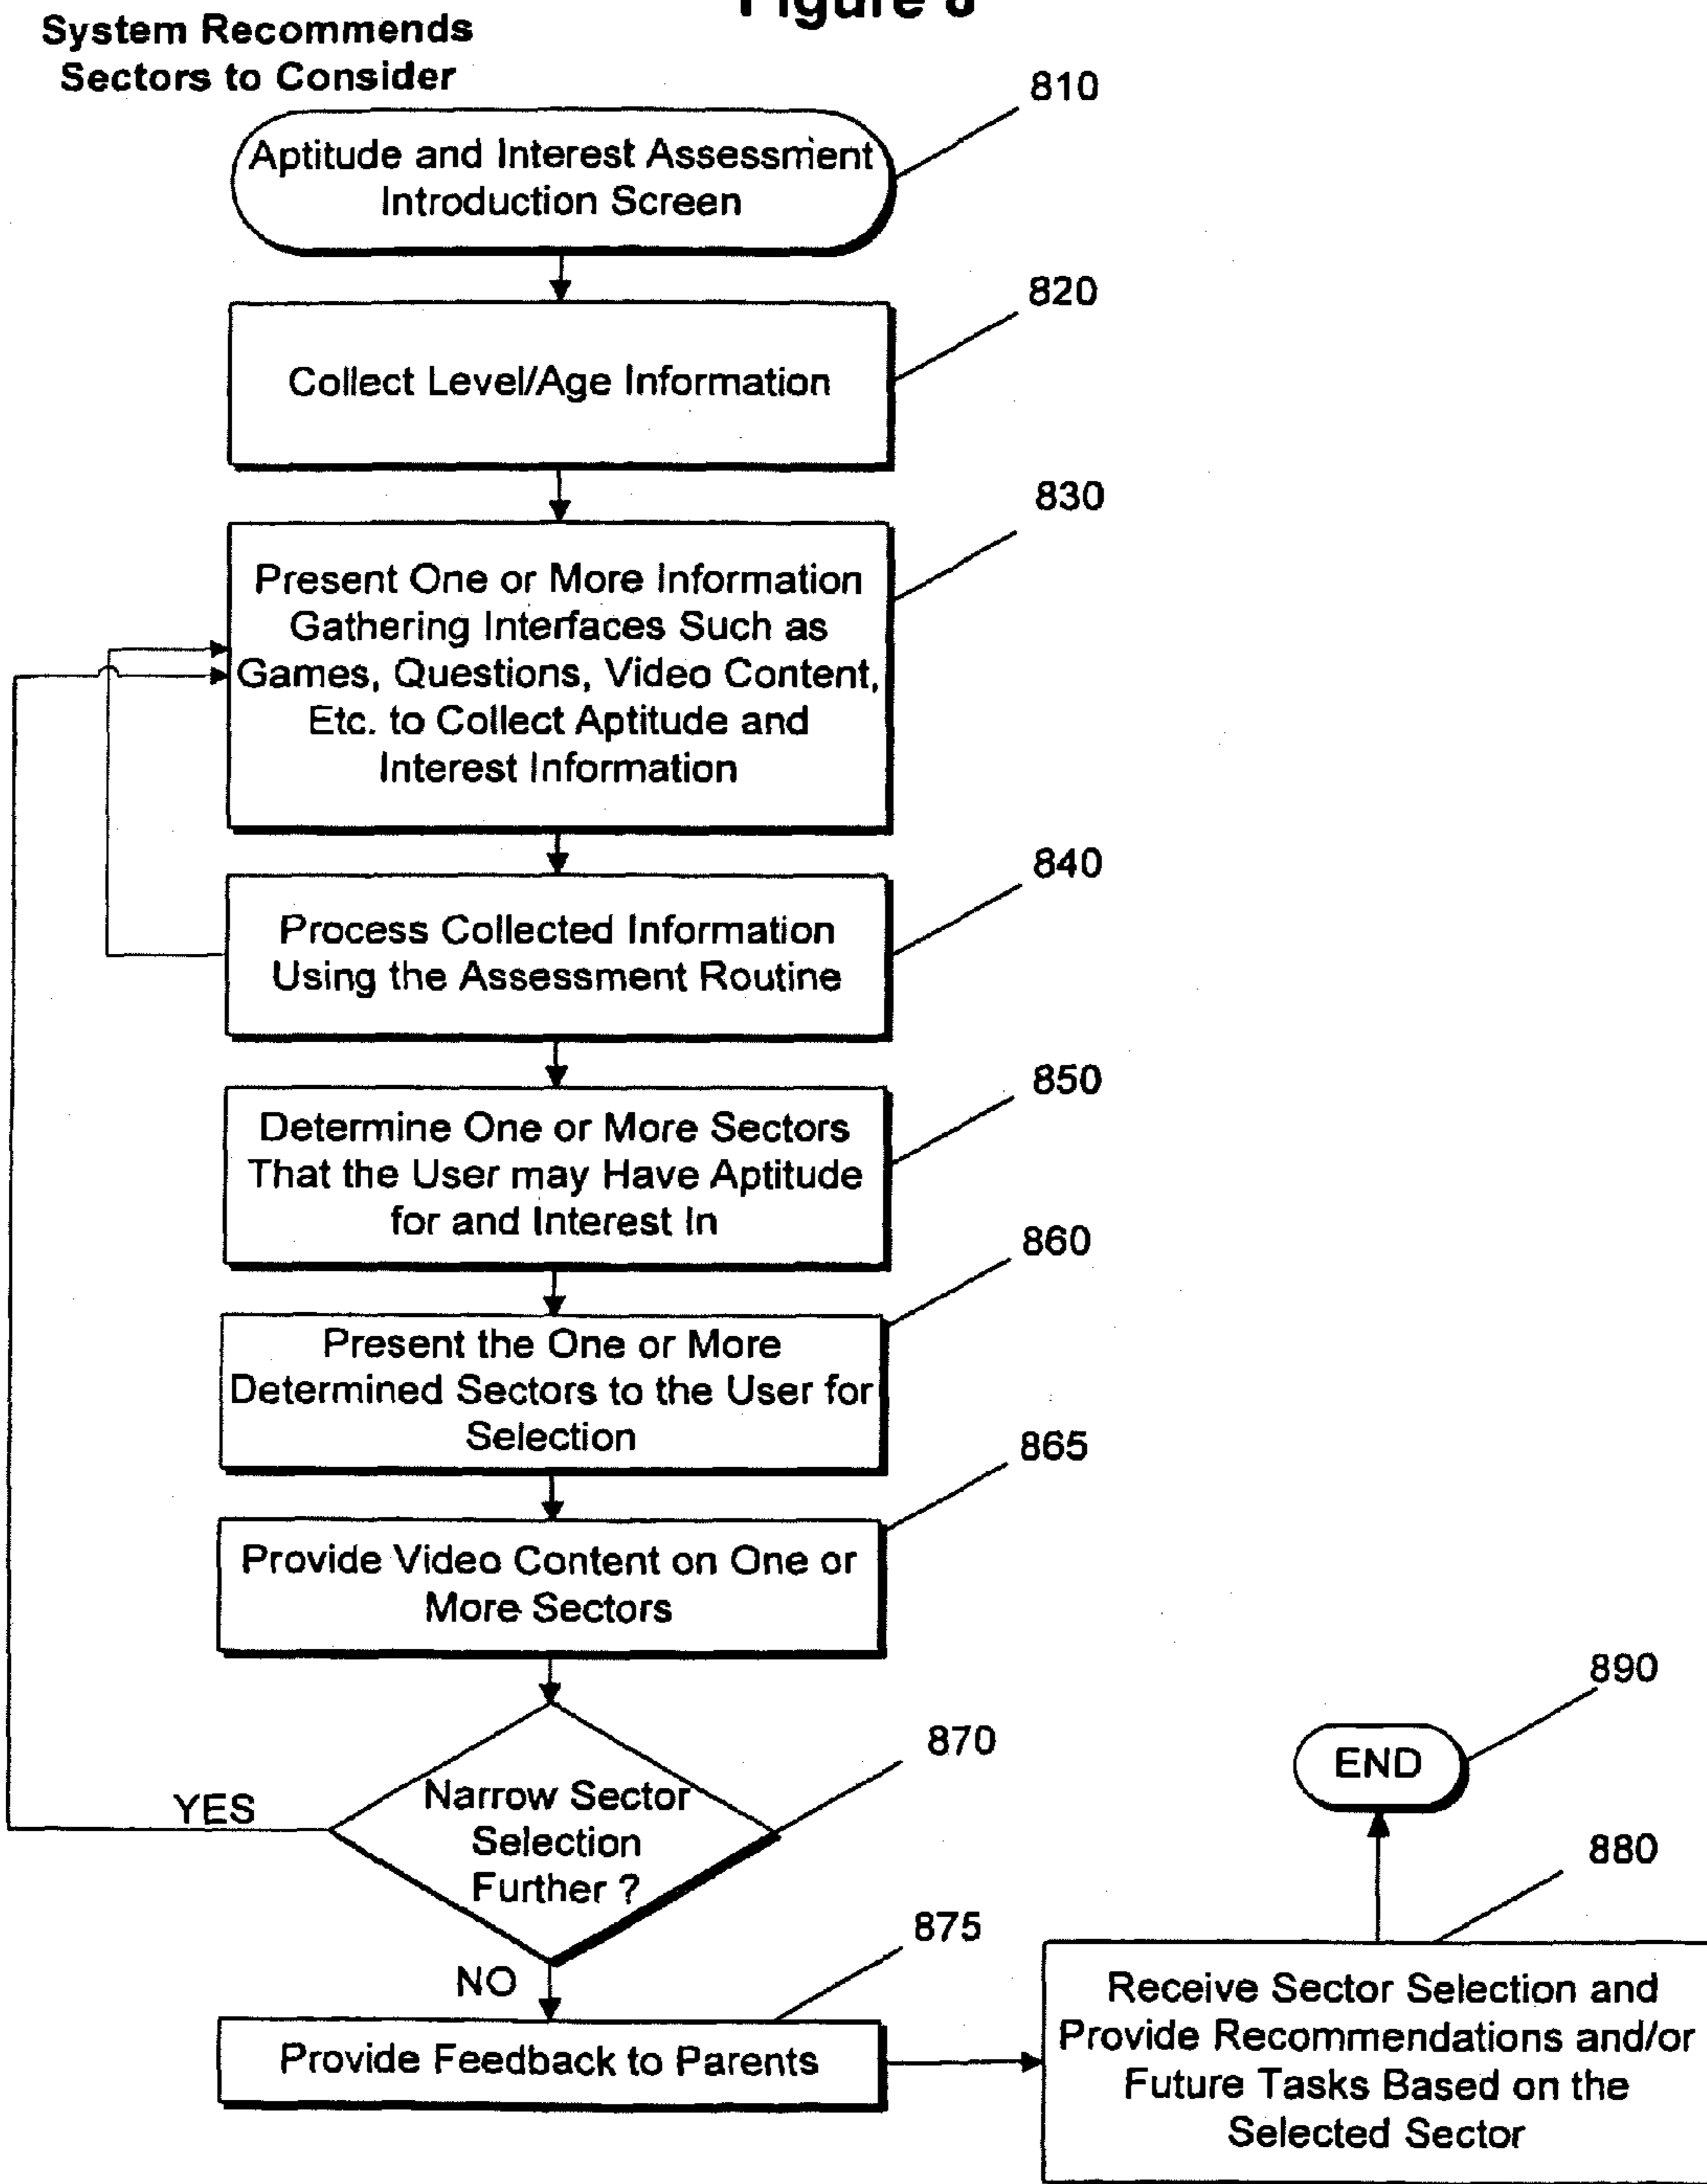 Figure 8
System Recommends
Sectors to Consider
810
Aptitude and Interest Assessment
Introduction Screen
820
Collect Level/Age Information
830
Present One or More Information
Gathering Interfaces Such as
Games, Questions, Video Content,
Etc. to Collect Aptitude and
Interest Information
840
Process Collected Information
Using the Assessment Routine
850
Determine One or More Sectors
That the User may Have Aptitude
for and Interest In
860
Present the One or More
Determined Sectors to the User for
Selection
865
Provide Video Content on One or
More Sectors
870
Narrow Sector
Selection
Further ?
YES
NO
875
Provide Feedback to Parents
880
Receive Sector Selection and
Provide Recommendations and/or
Future Tasks Based on the
Selected Sector
890
END